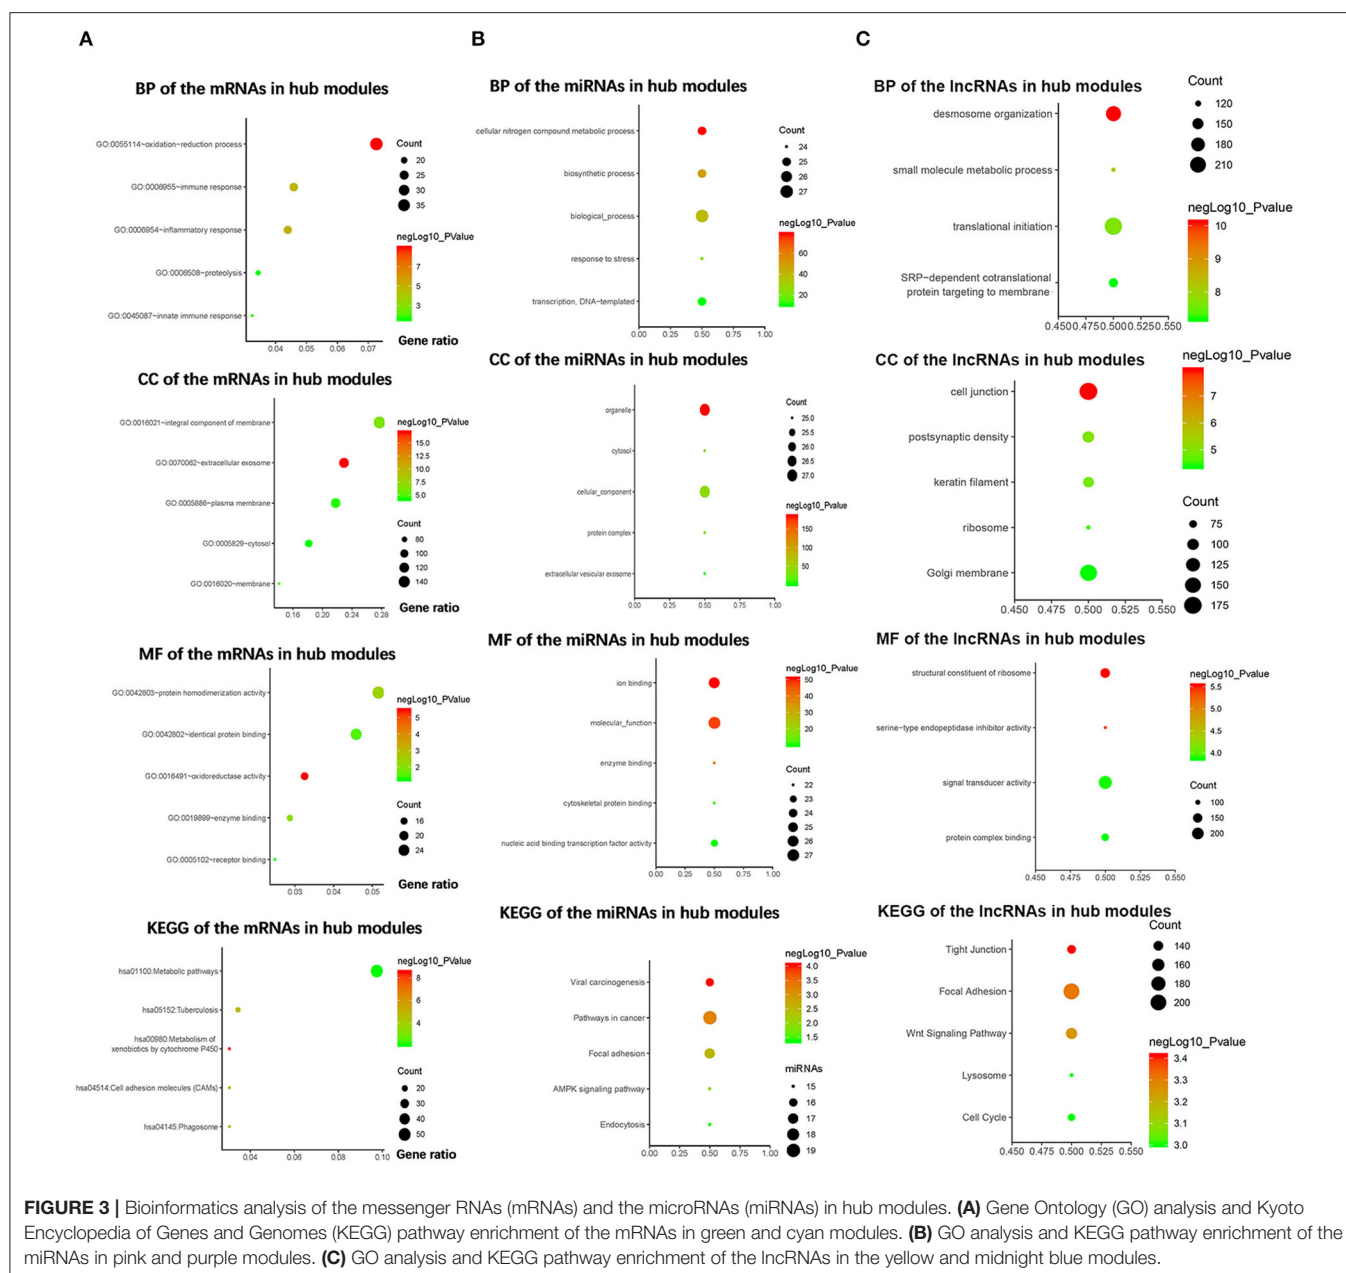 A
BP of the mRNAs in hub modules
GO:0055114~oxidation-reduction process
GO:0006955~immune response
GO:0006954~inflammatory response
GO:0006508~proteolysis
GO:0045087~innate immune response
0.04 0.05 0.06 0.07
Gene ratio
Count
20
25
30
35
negLog10_PValue
7
5
3
CC of the mRNAs in hub modules
GO:0016021~integral component of membrane
GO:0070062~extracellular exosome
GO:0005886~plasma membrane
GO:0005829~cytosol
GO:0016020~membrane
0.16 0.20 0.24 0.28
Gene ratio
negLog10_PValue
15.0
12.5
10.0
7.5
5.0
Count
80
100
120
140
MF of the mRNAs in hub modules
GO:0042803~protein homodimerization activity
GO:0042802~identical protein binding
GO:0016491~oxidoreductase activity
GO:0019899~enzyme binding
GO:0005102~receptor binding
0.03 0.04 0.05
Gene ratio
negLog10_PValue
5
4
3
2
Count
16
20
24
KEGG of the mRNAs in hub modules
hsa01100:Metabolic pathways
hsa05152:Tuberculosis
hsa00980:Metabolism of
xenobiotics by cytochrome P450
hsa04514:Cell adhesion molecules (CAMs)
hsa04145:Phagosome
0.04 0.06 0.08 0.10
Gene ratio
negLog10_PValue
8
6
4
Count
20
30
40
50
B
BP of the miRNAs in hub modules
cellular nitrogen compound metabolic process
biosynthetic process
biological_process
response to stress
transcription, DNA-templated
0.00 0.25 0.50 0.75 1.00
Count
24
25
26
27
negLog10_Pvalue
60
40
20
CC of the miRNAs in hub modules
organelle
cytosol
cellular_component
protein complex
extracellular vesicular exosome
0.00 0.25 0.50 0.75 1.00
Count
25.0
25.5
26.0
26.5
27.0
negLog10_Pvalue
150
100
50
MF of the miRNAs in hub modules
ion binding
molecular_function
enzyme binding
cytoskeletal protein binding
nucleic acid binding transcription factor activity
0.00 0.25 0.50 0.75 1.00
negLog10_Pvalue
50
40
30
20
Count
22
23
24
25
26
27
KEGG of the miRNAs in hub modules
Viral carcinogenesis
Pathways in cancer
Focal adhesion
AMPK signaling pathway
Endocytosis
0.00 0.25 0.50 0.75 1.00
negLog10_Pvalue
4.0
3.5
3.0
2.5
2.0
1.5
miRNAs
15
16
17
18
19
C
BP of the lncRNAs in hub modules
desmosome organization
small molecule metabolic process
translational initiation
SRP-dependent cotranslational
protein targeting to membrane
0.450 0.475 0.500 0.525 0.550
Count
120
150
180
210
negLog10_Pvalue
10
9
8
CC of the lncRNAs in hub modules
cell junction
postsynaptic density
keratin filament
ribosome
Golgi membrane
0.450 0.475 0.500 0.525 0.550
negLog10_Pvalue
7
6
5
Count
75
100
125
150
175
MF of the lncRNAs in hub modules
structural constituent of ribosome
serine-type endopeptidase inhibitor activity
signal transducer activity
protein complex binding
0.450 0.475 0.500 0.525 0.550
negLog10_Pvalue
5.5
5.0
4.5
4.0
Count
100
150
200
KEGG of the lncRNAs in hub modules
Tight Junction
Focal Adhesion
Wnt Signaling Pathway
Lysosome
Cell Cycle
0.450 0.475 0.500 0.525 0.550
Count
140
160
180
200
negLog10_Pvalue
3.4
3.3
3.2
3.1
3.0
FIGURE 3 | Bioinformatics analysis of the messenger RNAs (mRNAs) and the microRNAs (miRNAs) in hub modules. (A) Gene Ontology (GO) analysis and Kyoto
Encyclopedia of Genes and Genomes (KEGG) pathway enrichment of the mRNAs in green and cyan modules. (B) GO analysis and KEGG pathway enrichment of the
miRNAs in pink and purple modules. (C) GO analysis and KEGG pathway enrichment of the lncRNAs in the yellow and midnight blue modules.